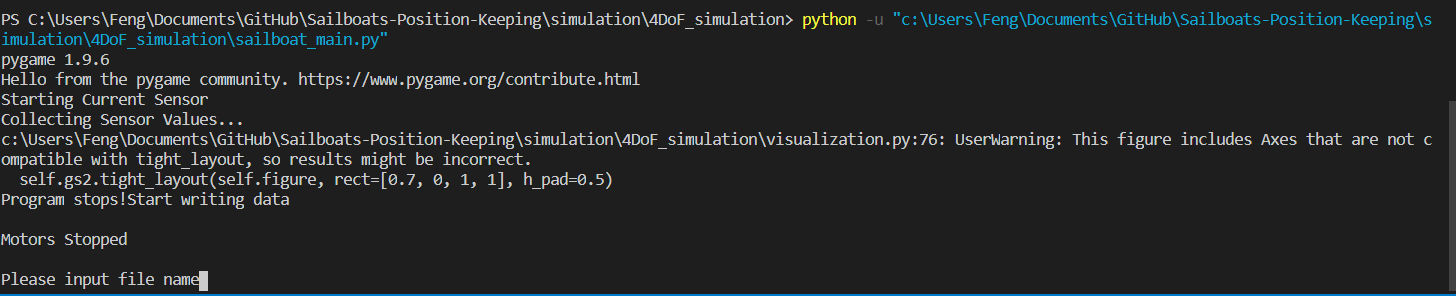 PS C:\Users\Feng\Documents\GitHub\Sailboats-Position-Keeping\simulation\4DoF_simulation> python -u "c:\Users\Feng\Documents\GitHub\Sailboats-Position-Keeping\s
imulation\4DoF_simulation\sailboat_main.py"
pygame 1.9.6
Hello from the pygame community. https://www.pygame.org/contribute.html
Starting Current Sensor
Collecting Sensor Values...
c:\Users\Feng\Documents\GitHub\Sailboats-Position-Keeping\simulation\4DoF_simulation\visualization.py:76: UserWarning: This figure includes Axes that are not c
ompatible with tight_layout, so results might be incorrect.
  self.gs2.tight_layout(self.figure, rect=[0.7, 0, 1, 1], h_pad=0.5)
Program stops!Start writing data
Motors Stopped
Please input file name